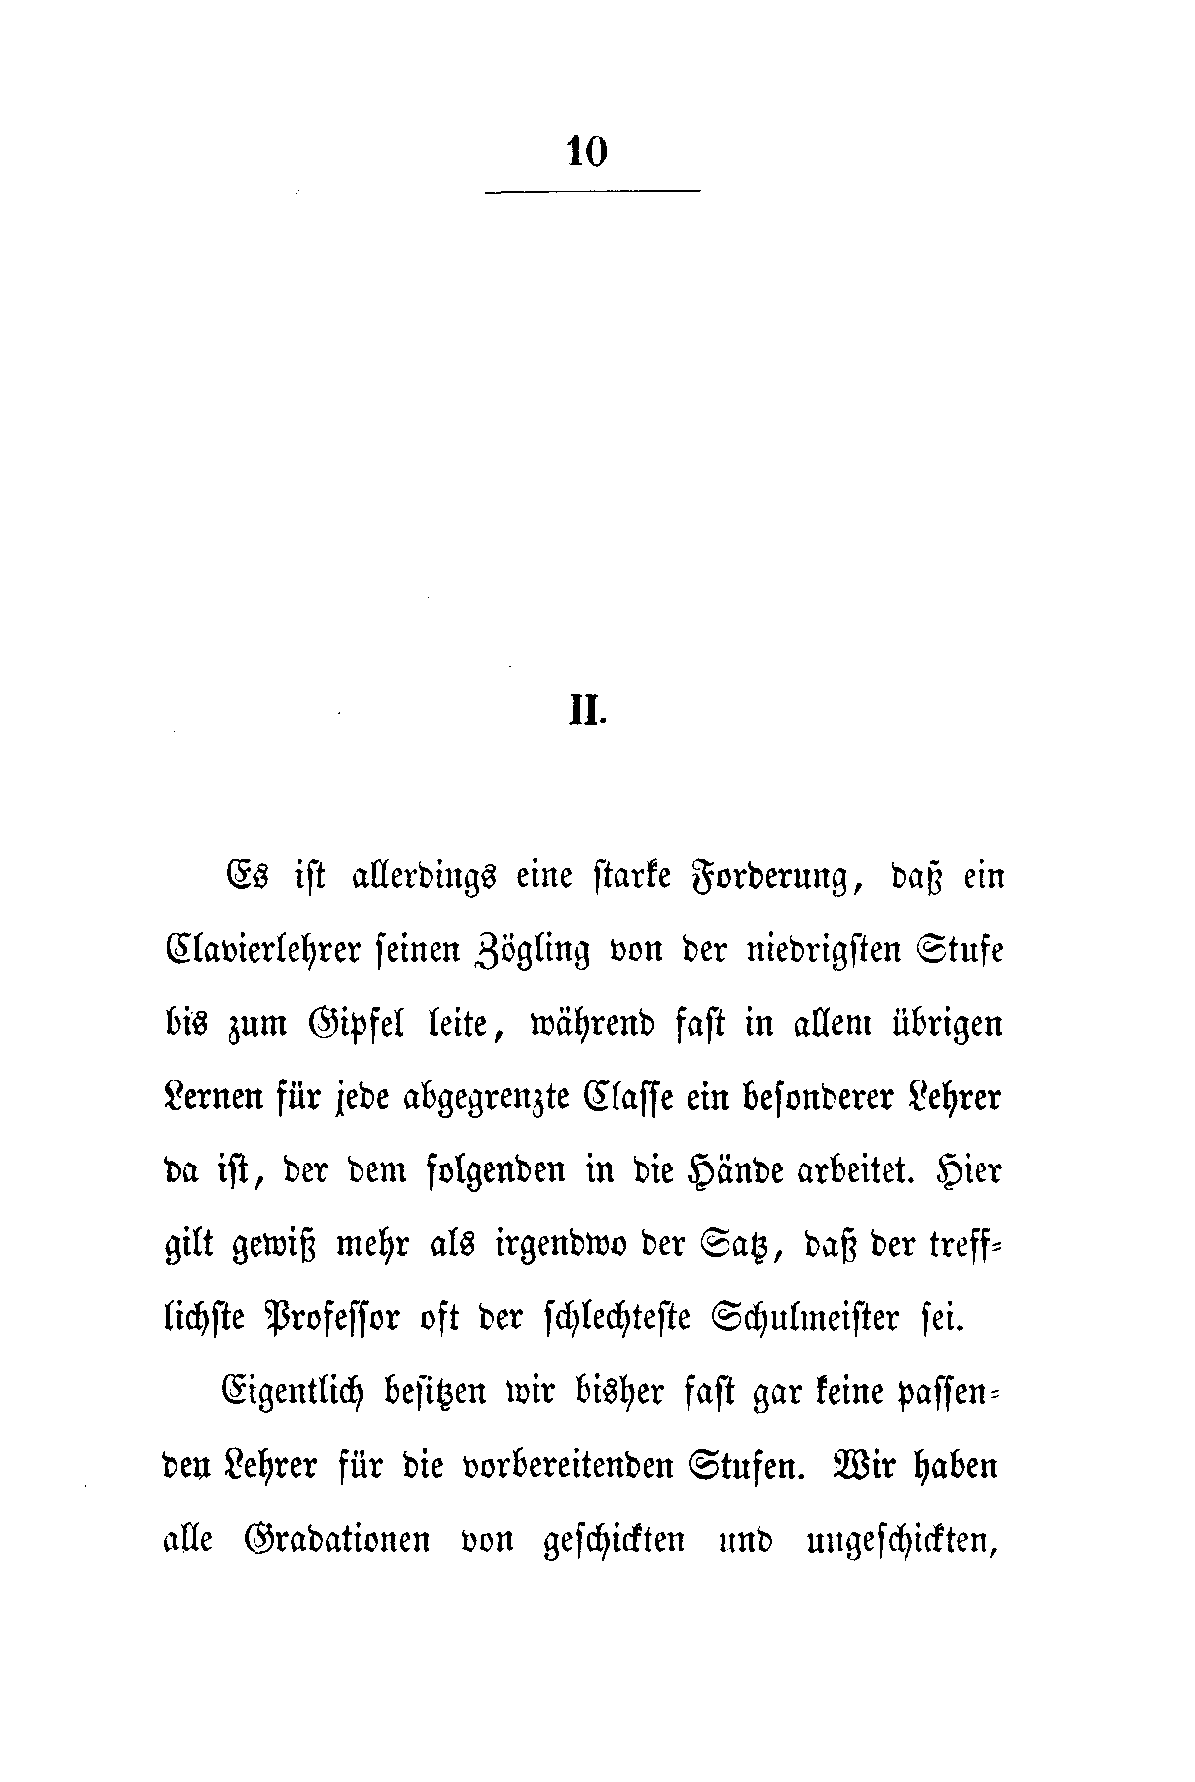 10
II.
Es ist allerdings eine starke Forderung, daß ein
Clavierlehrer seinen Zögling von der niedrigsten Stufe
bis zum Gipfel leite, während fast in allem übrigen
Lernen für jede abgegrenzte Classe ein besonderer Lehrer
da ist, der dem folgenden in die Hände arbeitet. Hier
gilt gewiß mehr als irgendwo der Satz, daß der treff-
lichste Professor oft der schlechteste Schulmeister sei.
Eigentlich besitzen wir bisher fast gar keine passen-
den Lehrer für die vorbereitenden Stufen. Wir haben
alle Gradationen von geschickten und ungeschickten,